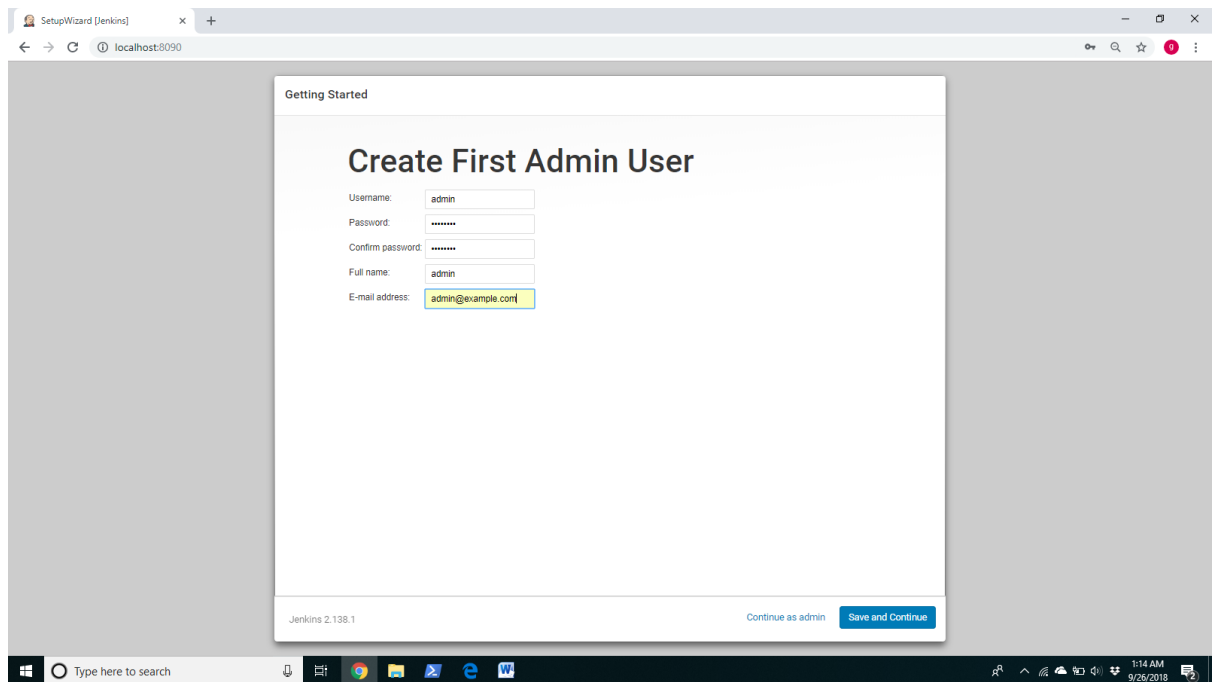 SetupWizard [Jenkins]
localhost:8090
g
Getting Started
Create First Admin User
Username: admin
Password: ••••••••
Confirm password: ••••••••
Full name: admin
E-mail address: admin@example.com
Jenkins 2.138.1 Continue as admin Save and Continue
Type here to search
1:14 AM
9/26/2018
2